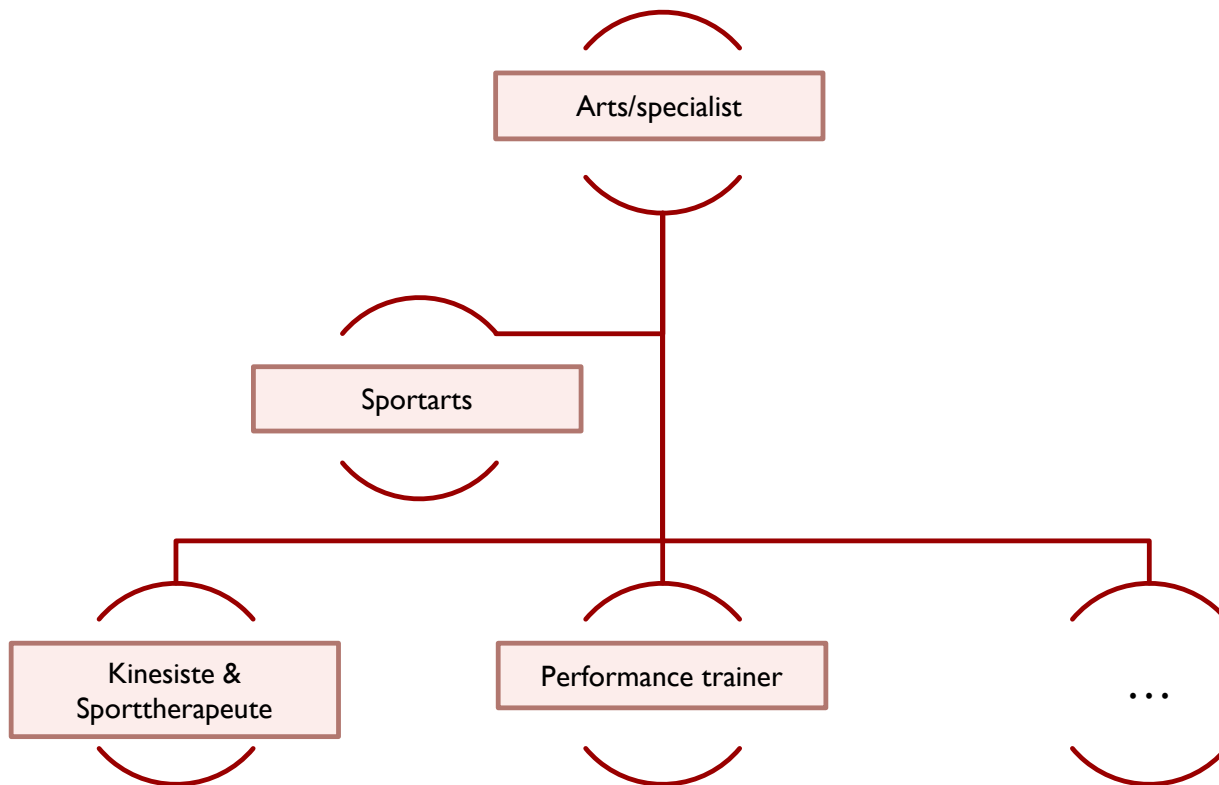 Arts/specialist
Sportarts
Kinesiste &
Sporttherapeute
Performance trainer
...